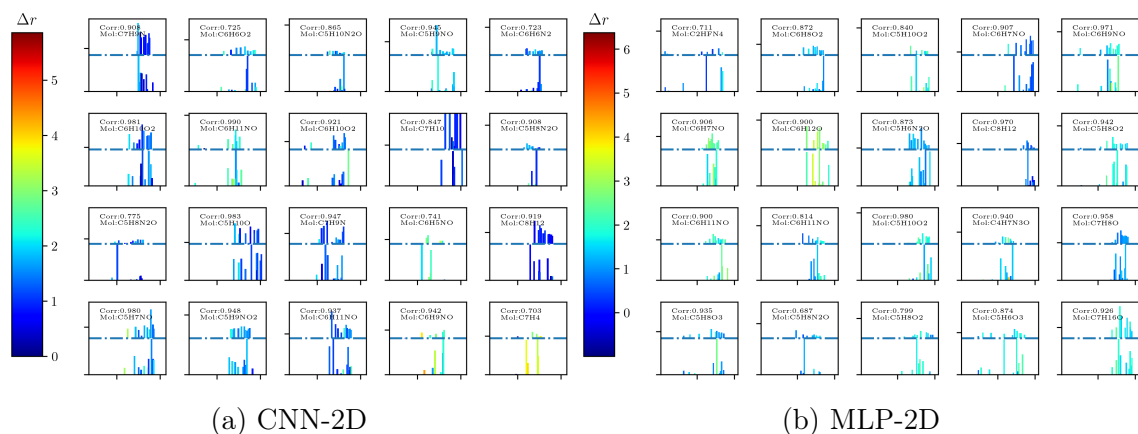 Δr
5
4
3
2
1
0
Corr:0.908
Mol:C7H9N
Corr:0.725
Mol:C6H6O2
Corr:0.865
Mol:C5H10N2O
Corr:0.945
Mol:C5H9NO
Corr:0.723
Mol:C6H6N2
Corr:0.981
Mol:C6H10O2
Corr:0.990
Mol:C6H11NO
Corr:0.921
Mol:C6H10O2
Corr:0.847
Mol:C7H10
Corr:0.908
Mol:C5H8N2O
Corr:0.775
Mol:C5H8N2O
Corr:0.983
Mol:C5H10O
Corr:0.947
Mol:C7H9N
Corr:0.741
Mol:C6H5NO
Corr:0.919
Mol:C8H12
Corr:0.980
Mol:C5H7NO
Corr:0.948
Mol:C5H9NO2
Corr:0.937
Mol:C6H11NO
Corr:0.942
Mol:C6H9NO
Corr:0.703
Mol:C7H4
(a) CNN-2D
Δr
6
5
4
3
2
1
0
Corr:0.711
Mol:C2HFN4
Corr:0.872
Mol:C6H8O2
Corr:0.840
Mol:C5H10O2
Corr:0.907
Mol:C6H7NO
Corr:0.971
Mol:C6H9NO
Corr:0.906
Mol:C6H7NO
Corr:0.900
Mol:C6H12O
Corr:0.873
Mol:C5H6N2O
Corr:0.970
Mol:C8H12
Corr:0.942
Mol:C5H8O2
Corr:0.900
Mol:C6H11NO
Corr:0.814
Mol:C6H11NO
Corr:0.980
Mol:C5H10O2
Corr:0.940
Mol:C4H7N3O
Corr:0.958
Mol:C7H8O
Corr:0.935
Mol:C5H8O3
Corr:0.687
Mol:C5H8N2O
Corr:0.799
Mol:C5H8O2
Corr:0.874
Mol:C5H6O3
Corr:0.926
Mol:C7H16O
(b) MLP-2D